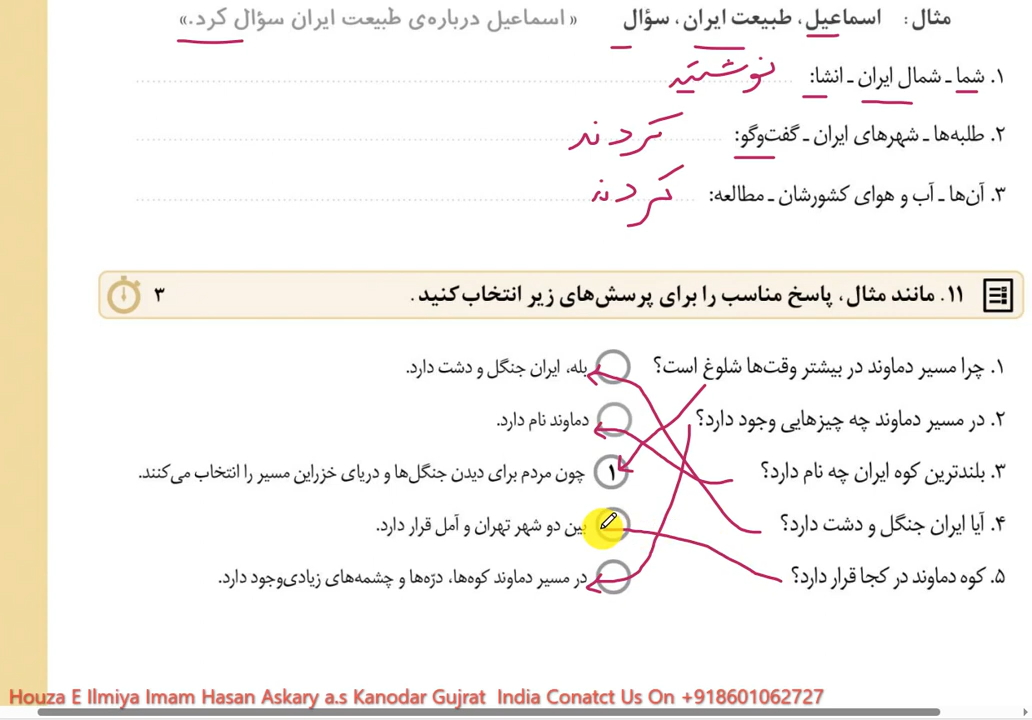 مثال: اسماعیل، طبیعت ایران، سؤال «اسماعیل درباره‌ی طبیعت ایران سؤال کرد.»
۱. شما ـ شمال ایران ـ انشا: نوشتید
۲. طلبه‌ها ـ شهرهای ایران ـ گفت‌وگو: کردند
۳. آن‌ها ـ آب و هوای کشورشان ـ مطالعه: کردند
۱۱. مانند مثال، پاسخ مناسب را برای پرسش‌های زیر انتخاب کنید. ۳
۱. چرا مسیر دماوند در بیشتر وقت‌ها شلوغ است؟ بله، ایران جنگل و دشت دارد.
۲. در مسیر دماوند چه چیزهایی وجود دارد؟ دماوند نام دارد.
۳. بلندترین کوه ایران چه نام دارد؟ ۱ چون مردم برای دیدن جنگل‌ها و دریای خزراین مسیر را انتخاب می‌کنند.
۴. آیا ایران جنگل و دشت دارد؟ بین دو شهر تهران و آمل قرار دارد.
۵. کوه دماوند در کجا قرار دارد؟ در مسیر دماوند کوه‌ها، درّه‌ها و چشمه‌های زیادی‌وجود دارد.
Houza E Ilmiya Imam Hasan Askary a.s Kanodar Gujrat India Conatct Us On +918601062727